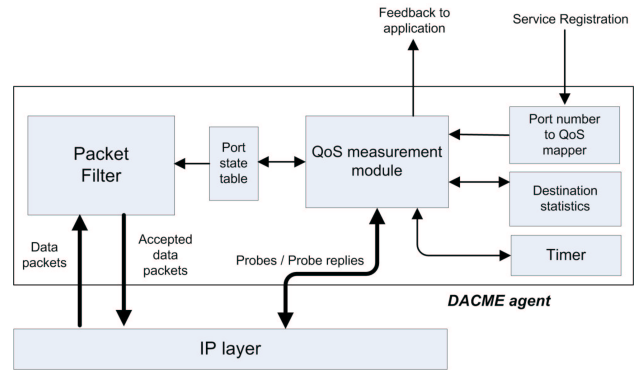 Feedback to
application
Service Registration
Packet
Filter
Port
state
table
QoS measurement
module
Port number
to QoS
mapper
Destination
statistics
Timer
Data
packets
Accepted
data
packets
Probes / Probe replies
DACME agent
IP layer